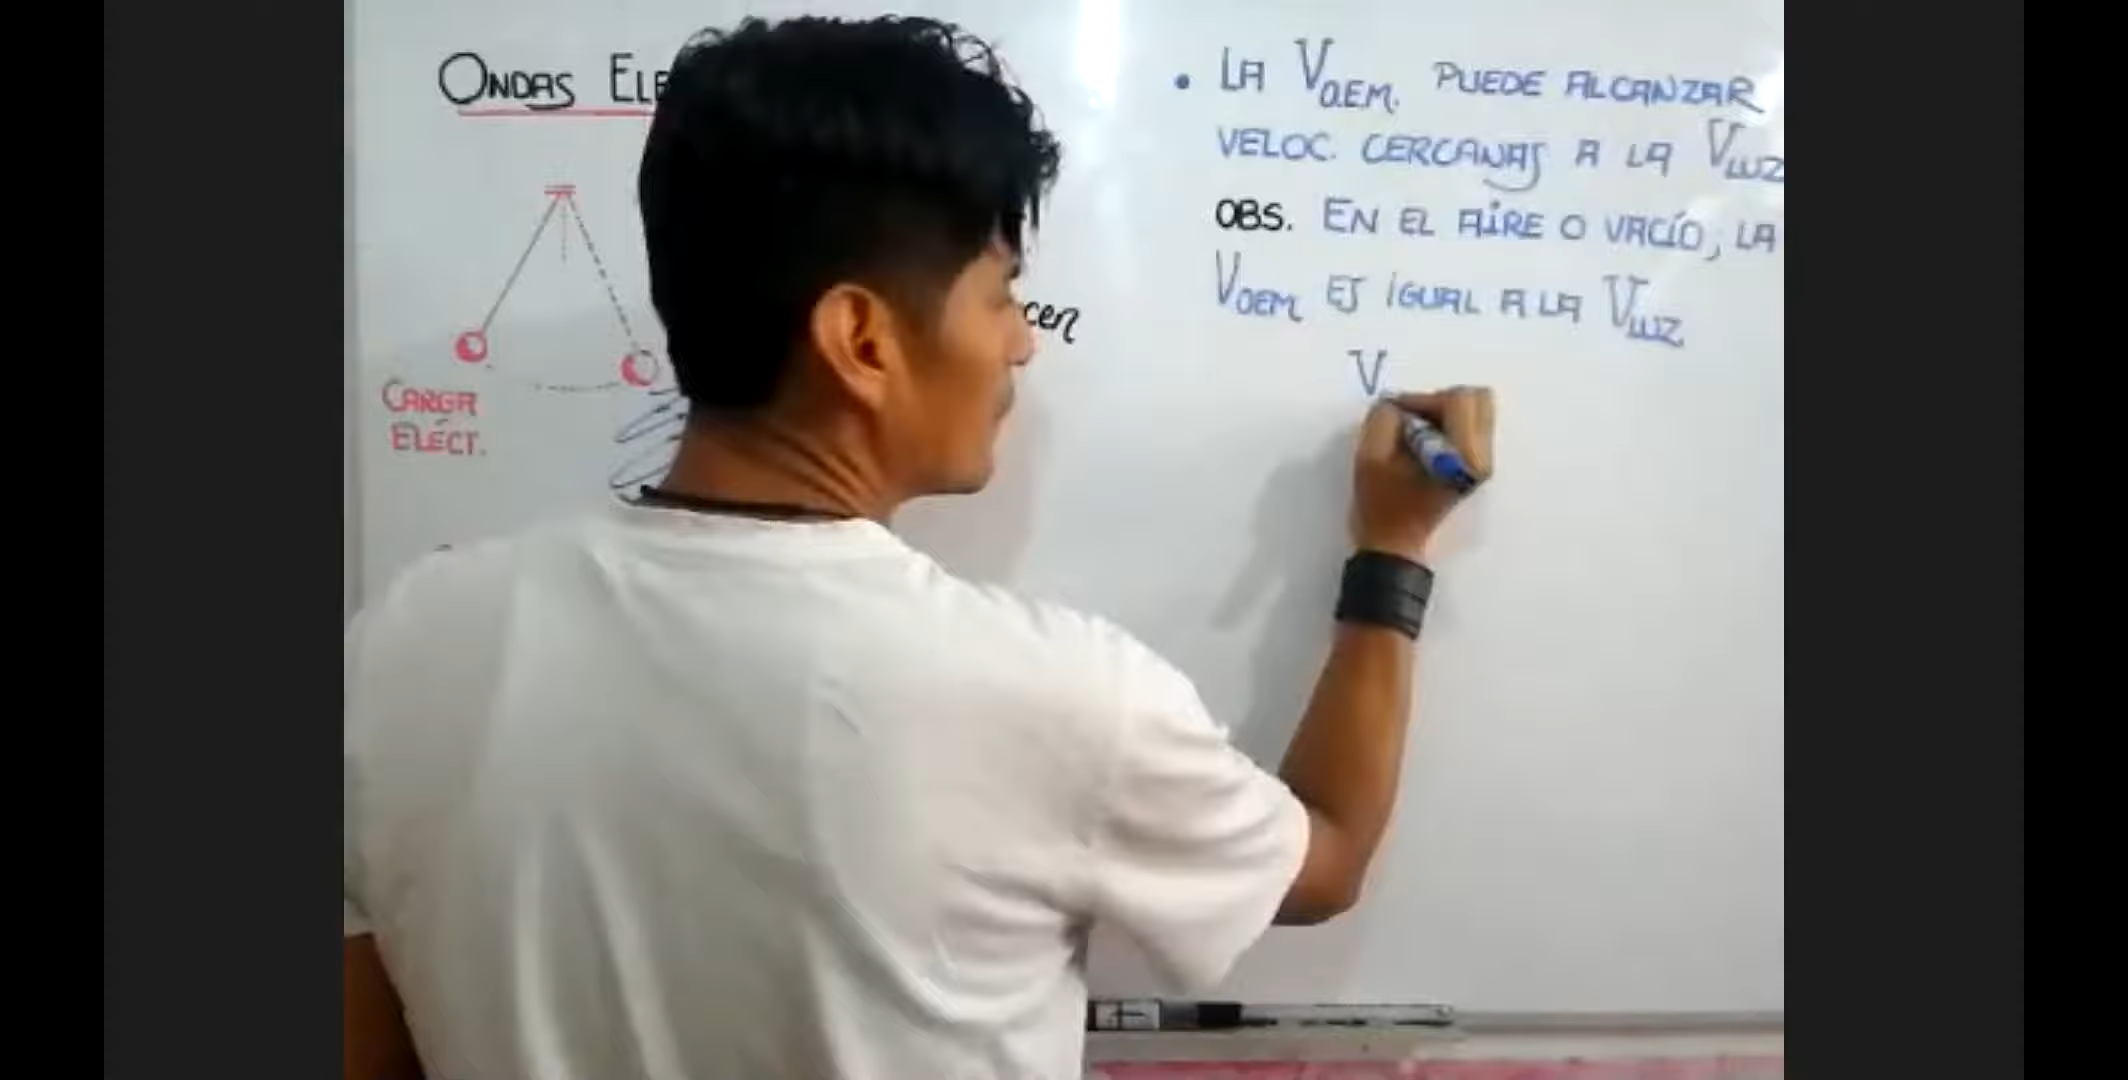 ONDAS
CARGA
ELÉCT.
cen
• LA V O.EM. PUEDE ALCANZAR
VELOC. CERCANAS A LA V LUZ
OBS. EN EL AIRE O VACÍO, LA
V OEM ES IGUAL A LA V LUZ
V